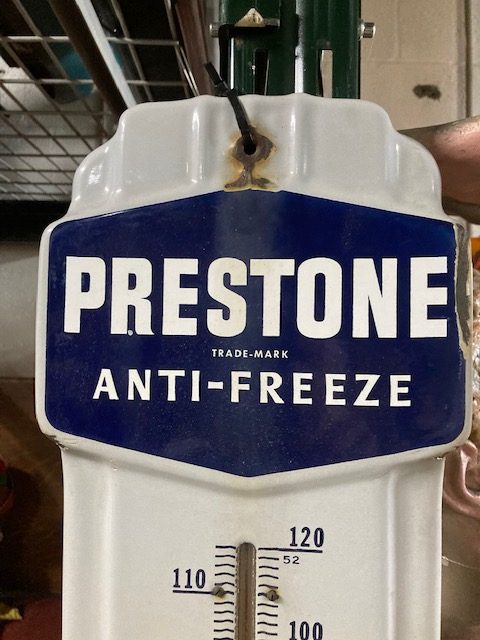 PRESTONE
TRADE-MARK
ANTI-FREEZE
120
52
110
100